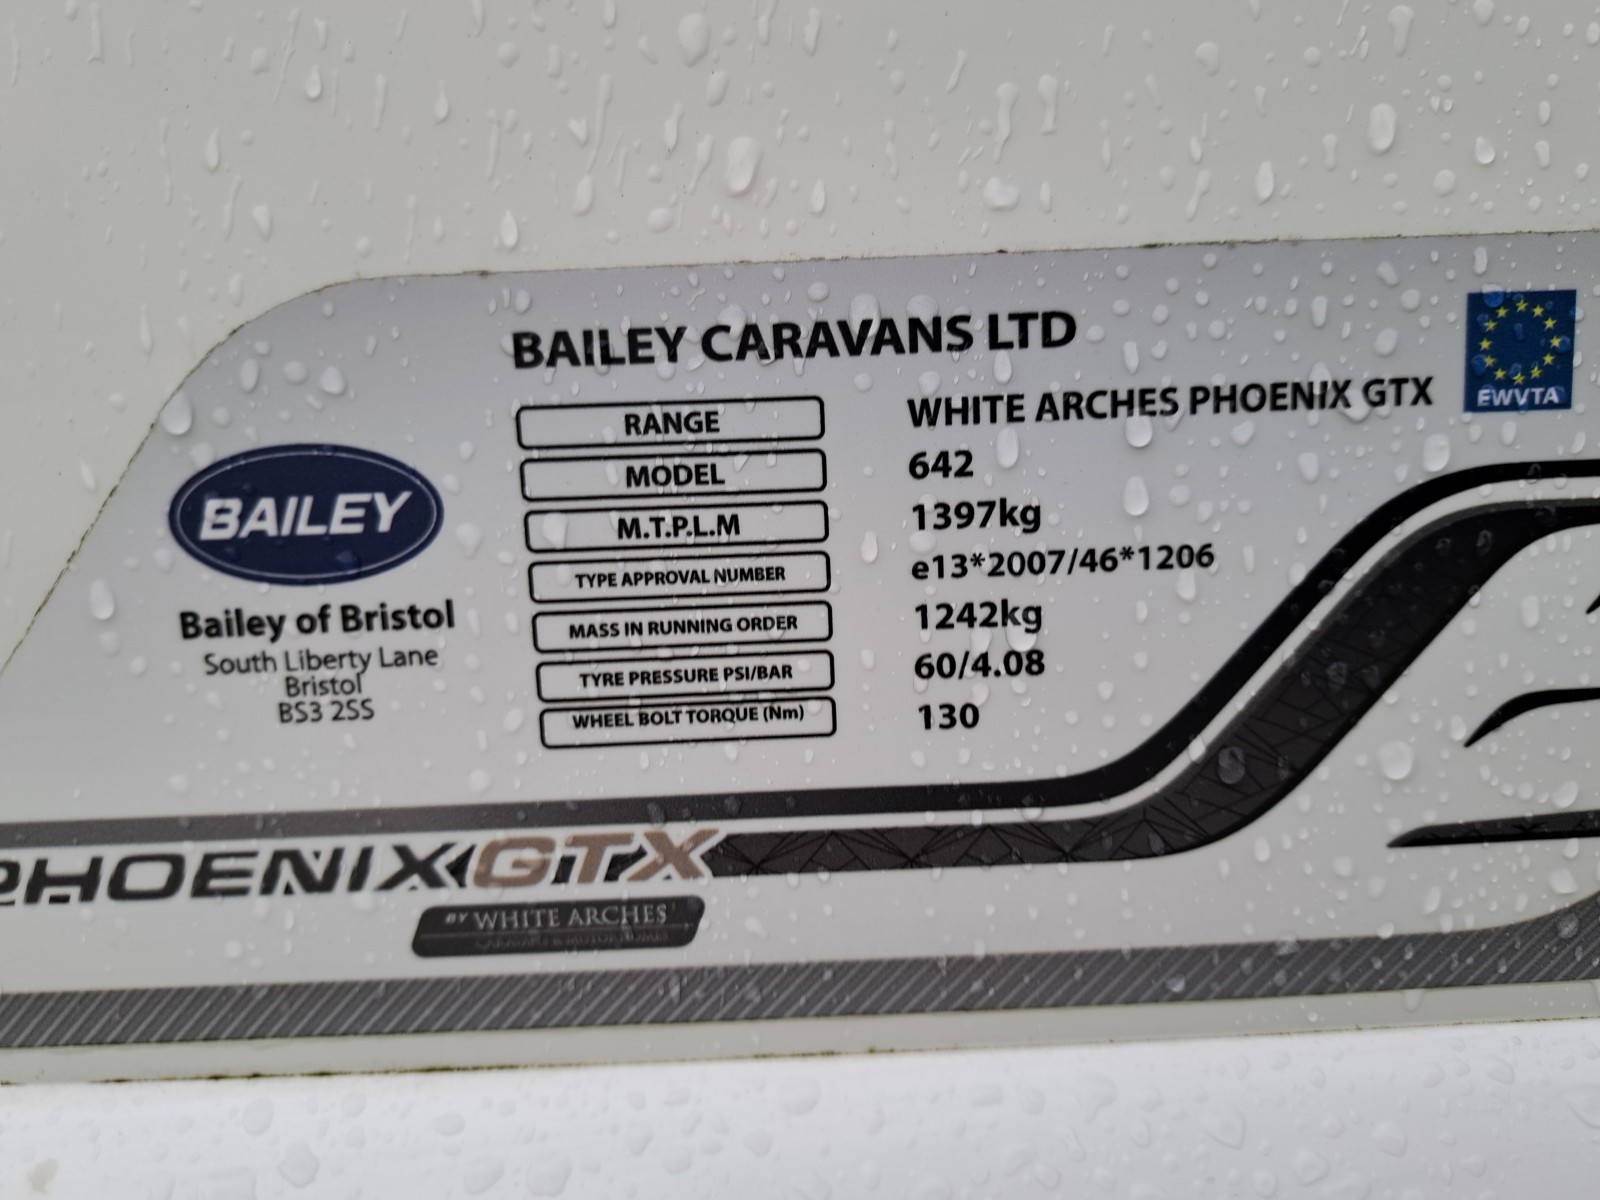 BAILEY CARAVANS LTD
EWVTA
RANGE WHITE ARCHES PHOENIX GTX
MODEL 642
M.T.P.L.M 1397kg
TYPE APPROVAL NUMBER e13*2007/46*1206
MASS IN RUNNING ORDER 1242kg
TYRE PRESSURE PSI/BAR 60/4.08
WHEEL BOLT TORQUE (Nm) 130
BAILEY
Bailey of Bristol
South Liberty Lane
Bristol
BS3 2SS
PHOENIX GTX
BY WHITE ARCHES
CARAVANS & MOTORHOMES